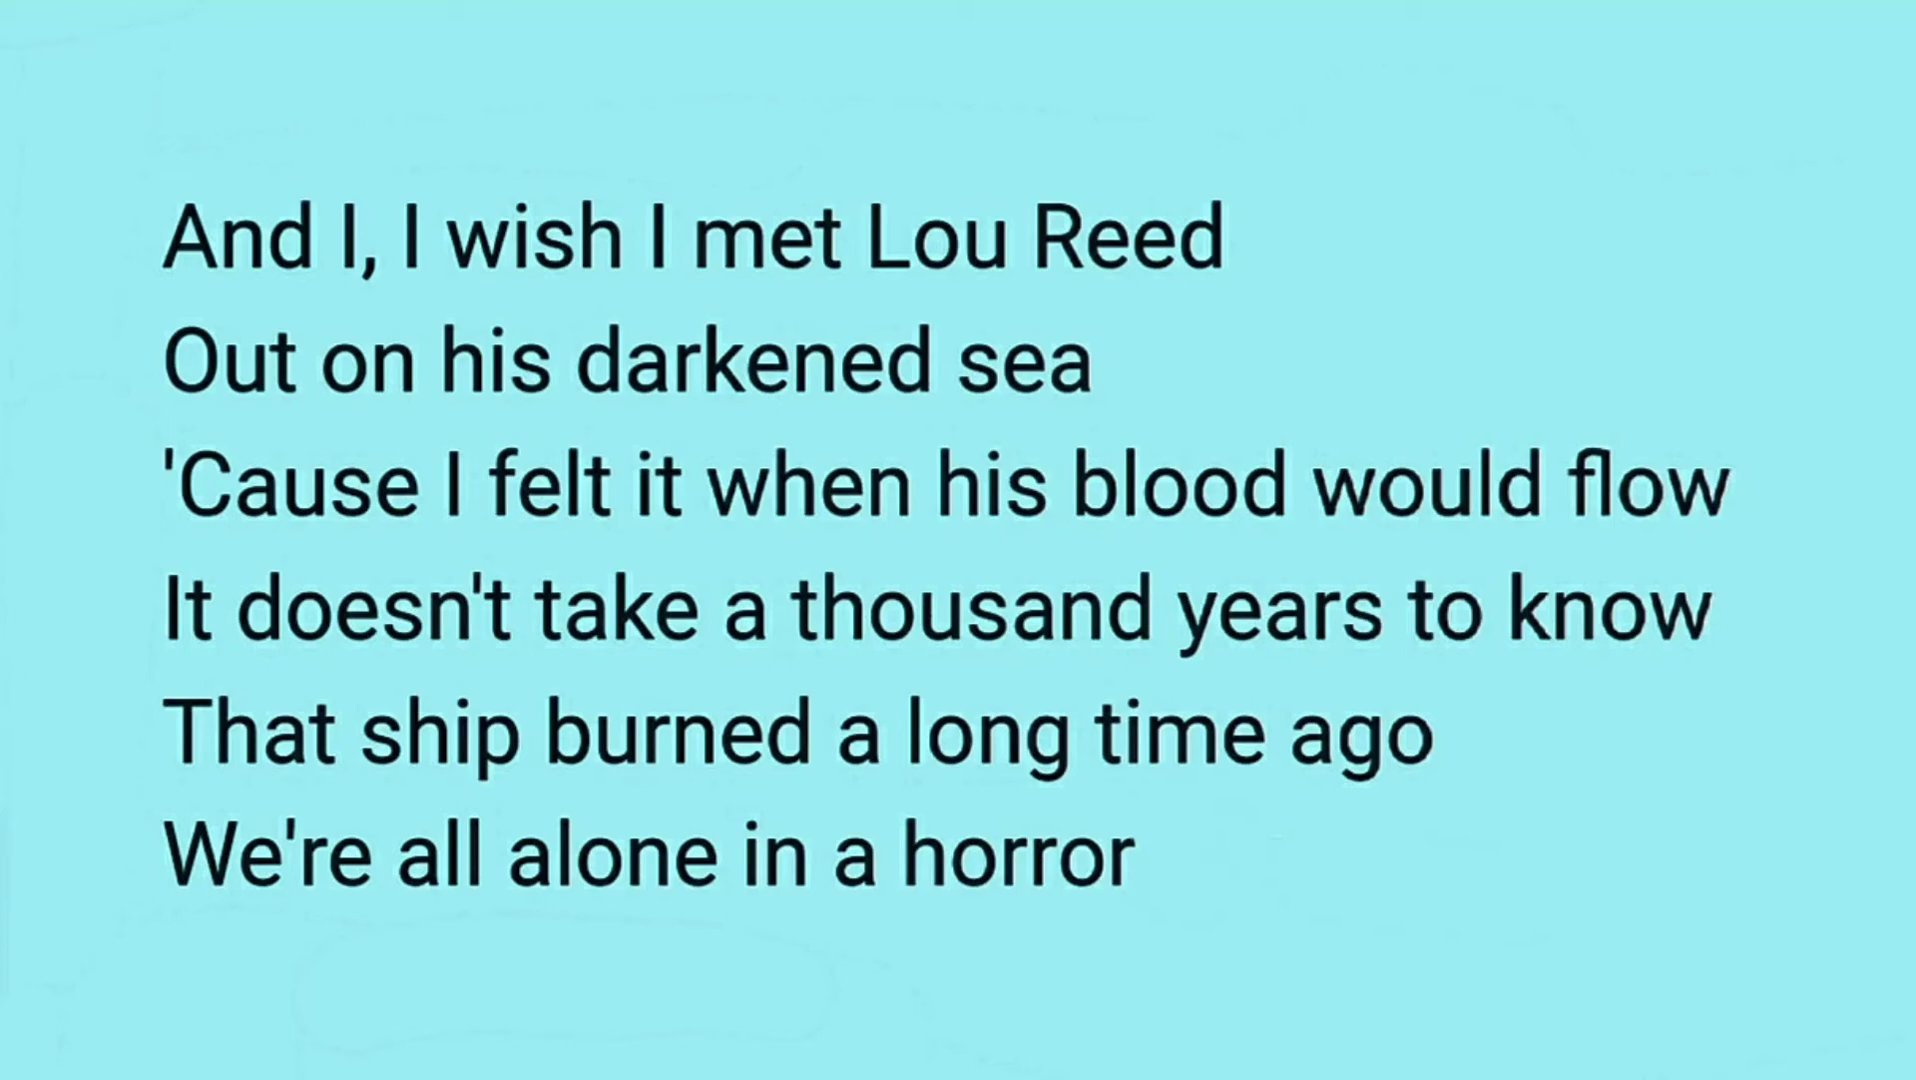 And I, I wish I met Lou Reed
Out on his darkened sea
'Cause I felt it when his blood would flow
It doesn't take a thousand years to know
That ship burned a long time ago
We're all alone in a horror